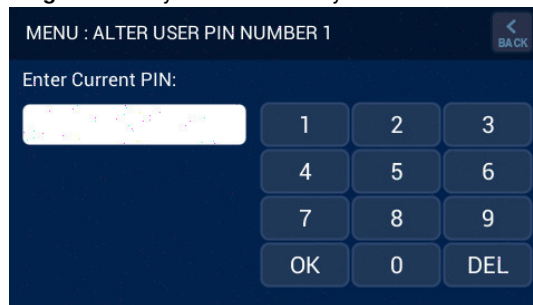 MENU : ALTER USER PIN NUMBER 1
BACK
Enter Current PIN:
1 2 3
4 5 6
7 8 9
OK 0 DEL